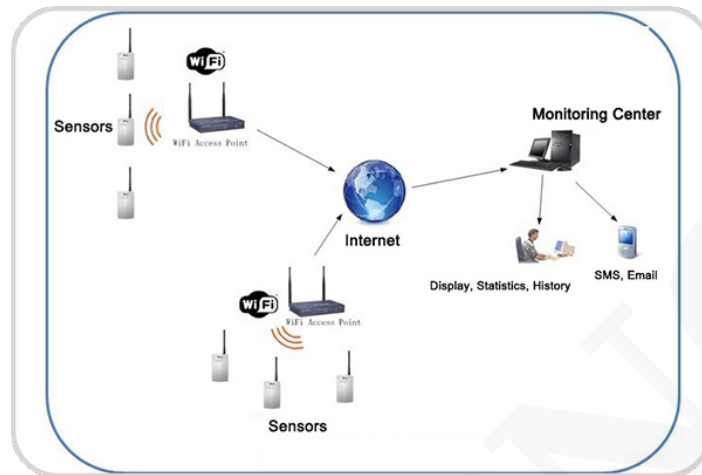 WiFi
Sensors
WiFi Access Point
Monitoring Center
Internet
Display, Statistics, History
SMS, Email
WiFi
WiFi Access Point
Sensors